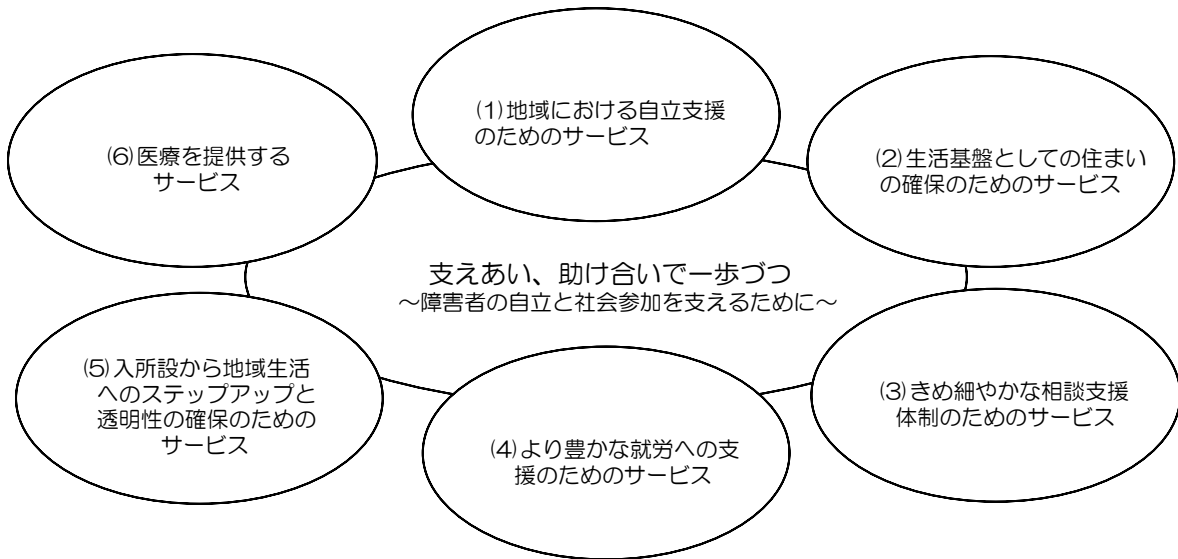 (1)地域における自立支援
のためのサービス
(2)生活基盤としての住まい
の確保のためのサービス
(3)きめ細やかな相談支援
体制のためのサービス
(4)より豊かな就労への支
援のためのサービス
(5)入所設から地域生活
へのステップアップと
透明性の確保のための
サービス
(6)医療を提供する
サービス
支えあい、助け合いで一歩づつ
～障害者の自立と社会参加を支えるために～